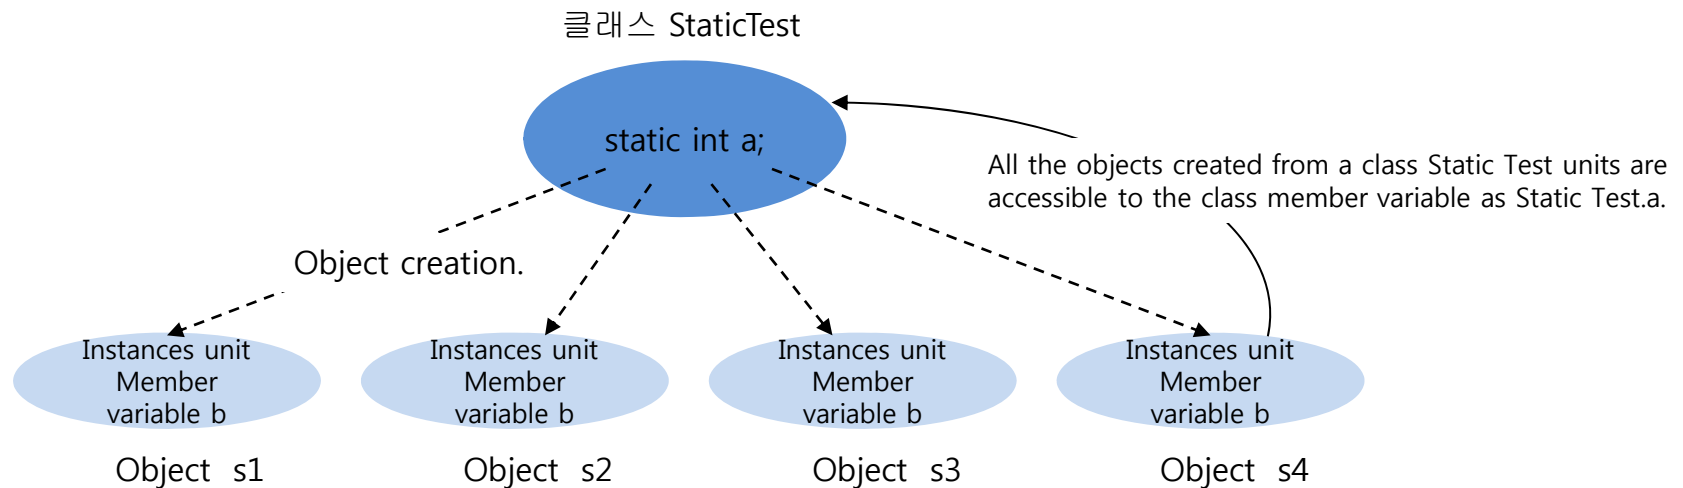 클래스 StaticTest
static int a;
All the objects created from a class Static Test units are
accessible to the class member variable as Static Test.a.
Object creation.
Instances unit
Member
variable b
Instances unit
Member
variable b
Instances unit
Member
variable b
Instances unit
Member
variable b
Object s1
Object s2
Object s3
Object s4